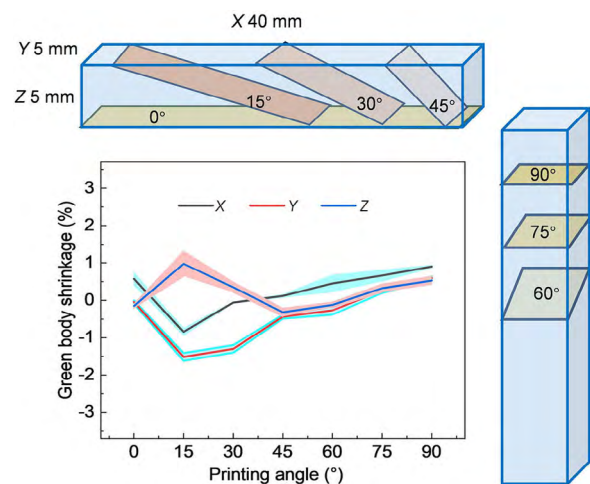 X 40 mm
Y 5 mm
Z 5 mm
0°
15°
30°
45°
90°
75°
60°
X
Y
Z
Green body shrinkage (%)
3
2
1
0
-1
-2
-3
0 15 30 45 60 75 90
Printing angle (°)